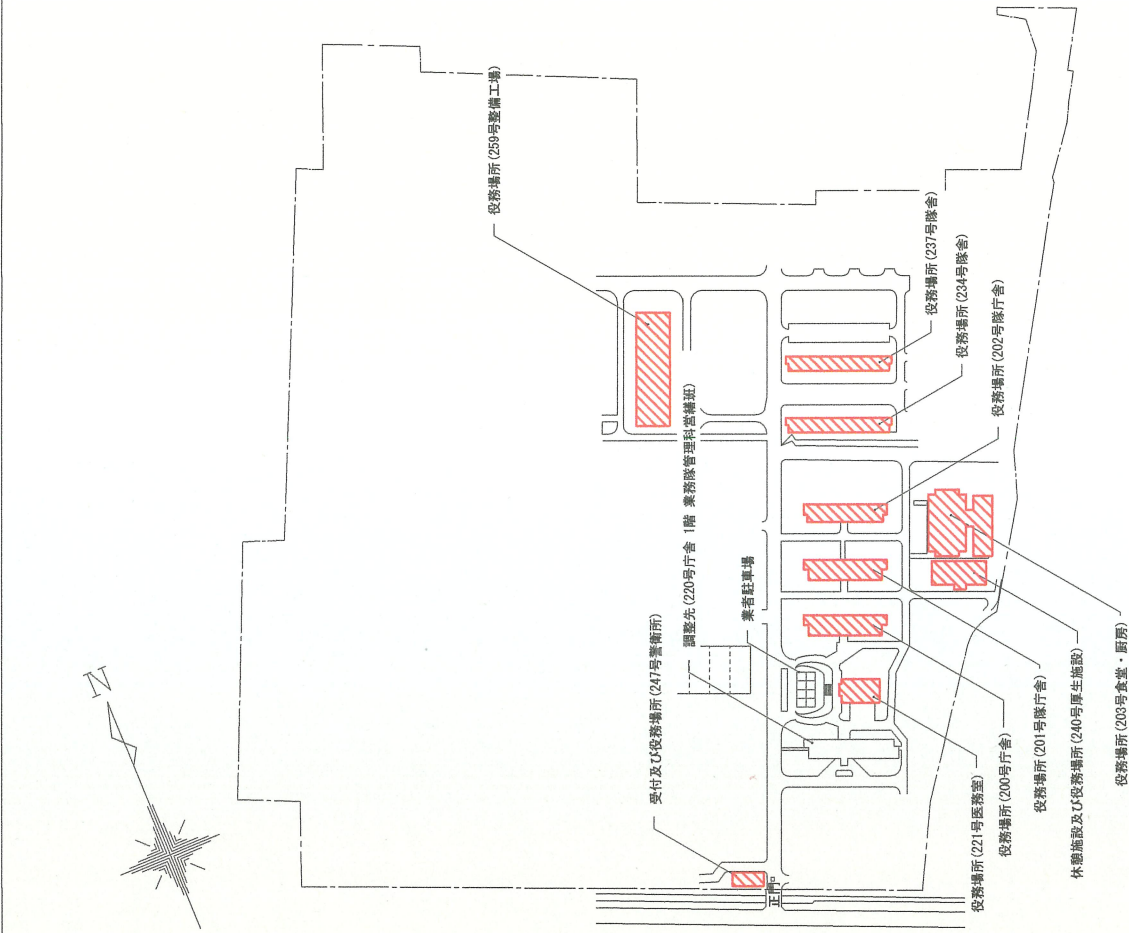 N
役務場所(259号整備工場)
役務場所(237号隊舎)
役務場所(234号隊舎)
役務場所(202号隊庁舎)
調整先(220号庁舎 1階 業務隊管理科営繕班)
業者駐車場
受付及び役務場所(247号警衛所)
正門
役務場所(221号医務室)
役務場所(200号庁舎)
役務場所(201号隊庁舎)
休憩施設及び役務場所(240号厚生施設)
役務場所(203号食堂・厨房)